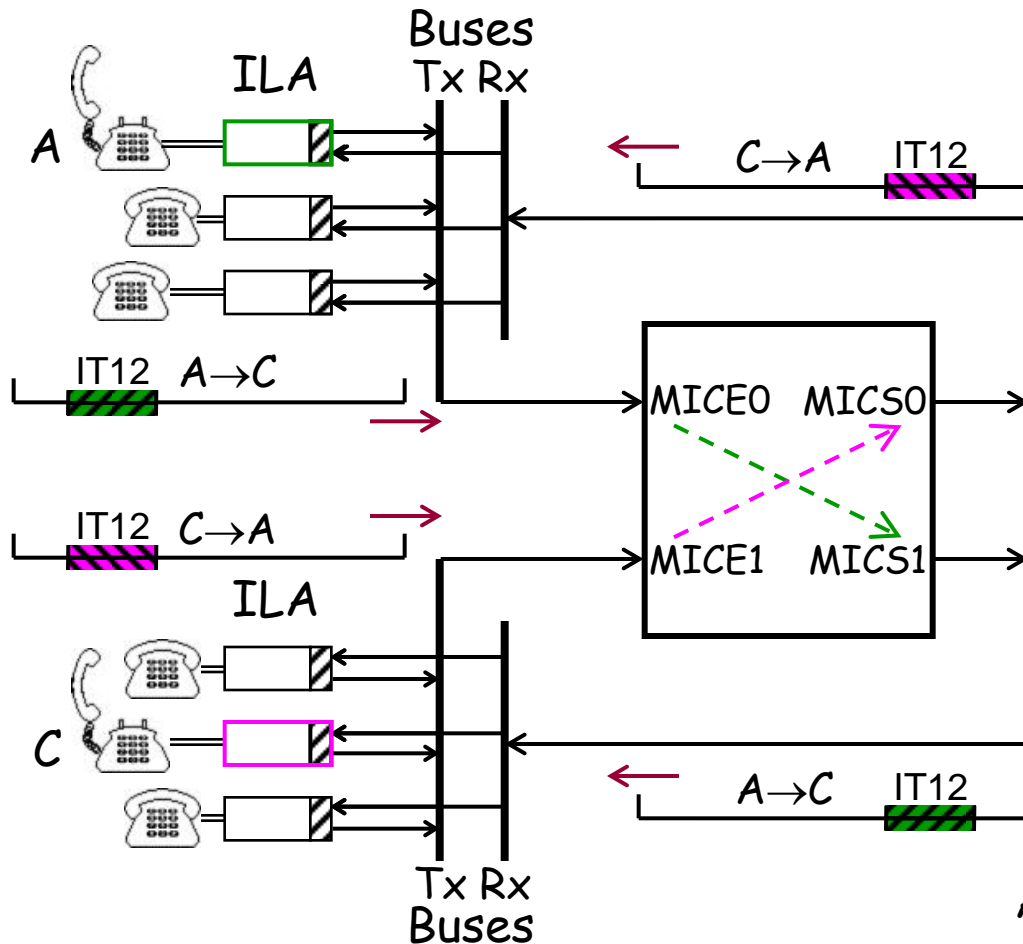 Buses
Tx Rx
ILA
A
C→A
IT12
IT12
A→C
MICE0
MICS0
IT12
C→A
MICE1
MICS1
ILA
C
A→C
IT12
Tx Rx
Buses